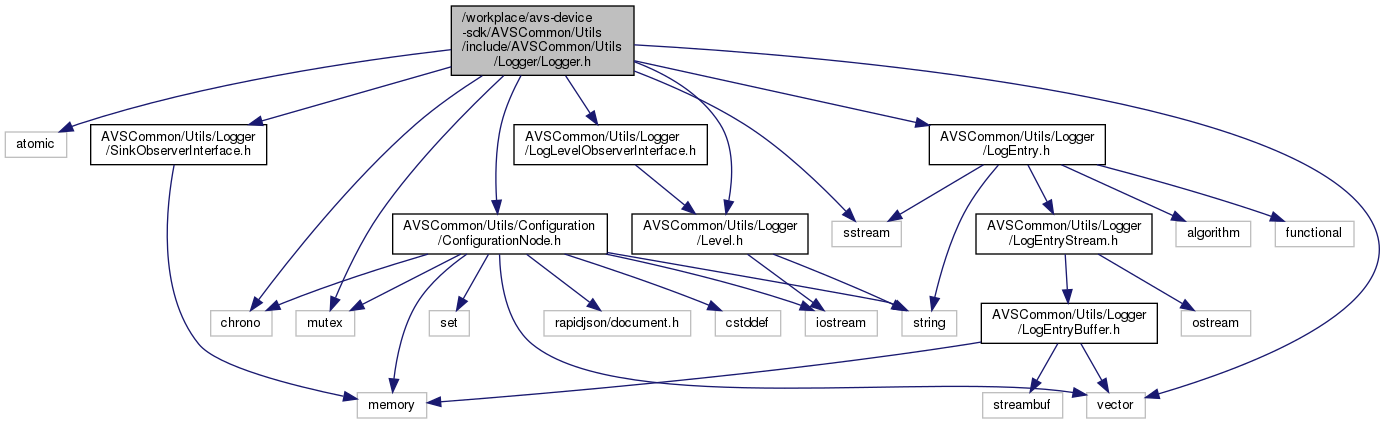 /workplace/avs-device
-sdk/AVSCommon/Utils
/include/AVSCommon/Utils
/Logger/Logger.h
atomic
AVSCommon/Utils/Logger
/SinkObserverInterface.h
AVSCommon/Utils/Logger
/LogLevelObserverInterface.h
AVSCommon/Utils/Logger
/LogEntry.h
AVSCommon/Utils/Configuration
/ConfigurationNode.h
AVSCommon/Utils/Logger
/Level.h
sstream
AVSCommon/Utils/Logger
/LogEntryStream.h
algorithm
functional
chrono
mutex
set
rapidjson/document.h
cstddef
iostream
string
AVSCommon/Utils/Logger
/LogEntryBuffer.h
ostream
memory
streambuf
vector